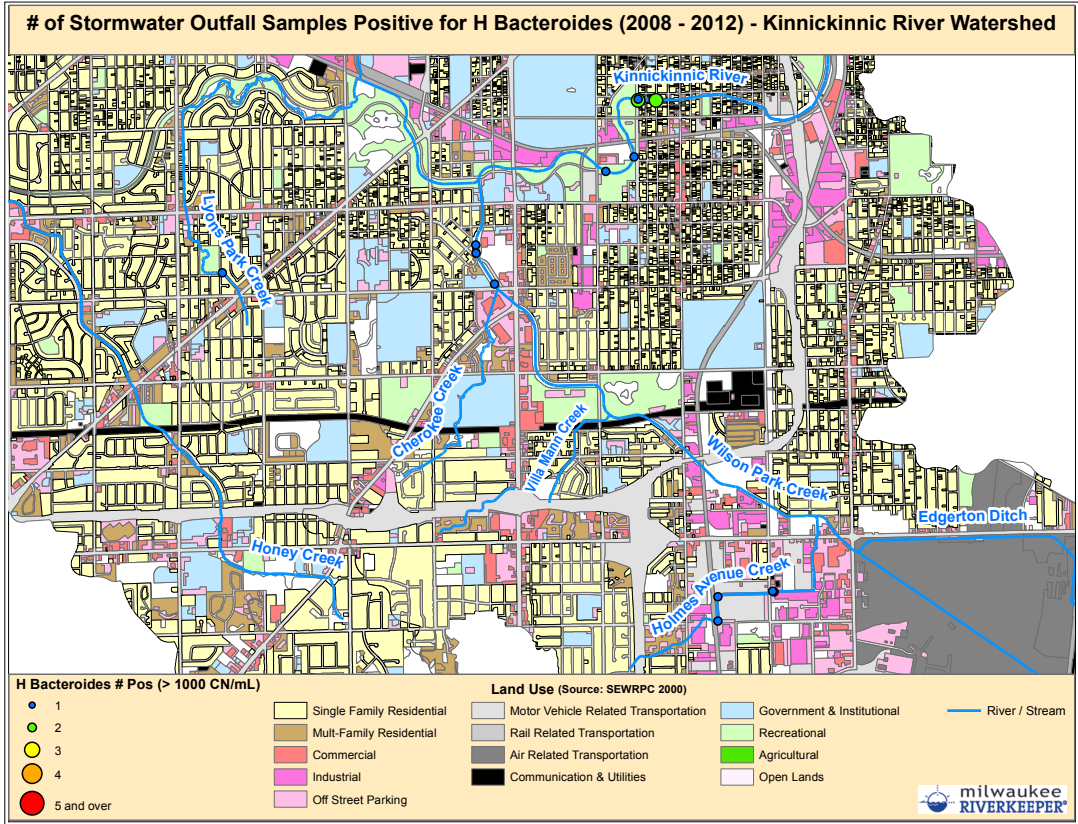 # of Stormwater Outfall Samples Positive for H Bacteroides (2008 - 2012) - Kinnickinnic River Watershed
Kinnickinnic River
Lyons Park Creek
Cherokee Creek
Villa Mann Creek
Wilson Park Creek
Edgerton Ditch
Honey Creek
Holmes Avenue Creek
H Bacteroides # Pos (> 1000 CN/mL)
1
2
3
4
5 and over
Land Use (Source: SEWRPC 2000)
Single Family Residential
Mult-Family Residential
Commercial
Industrial
Off Street Parking
Motor Vehicle Related Transportation
Rail Related Transportation
Air Related Transportation
Communication & Utilities
Government & Institutional
Recreational
Agricultural
Open Lands
River / Stream
milwaukee
RIVERKEEPER®